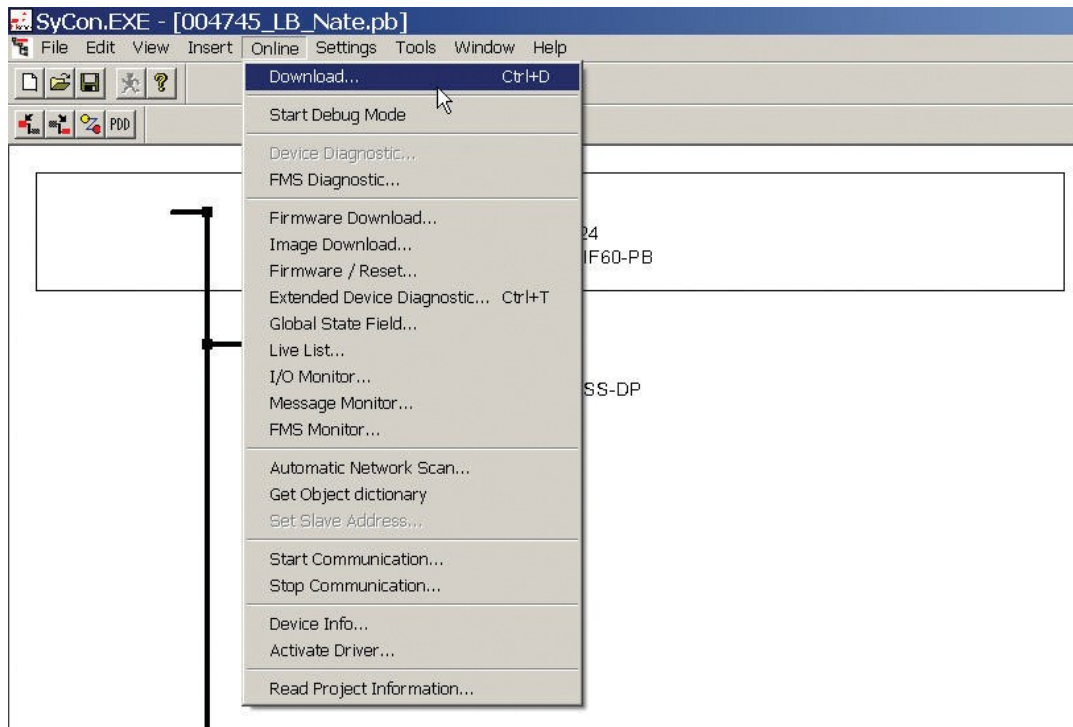 SyCon.EXE - [004745_LB_Nate.pb]
File Edit View Insert Online Settings Tools Window Help
Download... Ctrl+D
Start Debug Mode
PDD
Device Diagnostic...
FMS Diagnostic...
Firmware Download...
24
Image Download...
IF60-PB
Firmware / Reset...
Extended Device Diagnostic... Ctrl+T
Global State Field...
Live List...
I/O Monitor...
SS-DP
Message Monitor...
FMS Monitor...
Automatic Network Scan...
Get Object dictionary
Set Slave Address...
Start Communication...
Stop Communication...
Device Info...
Activate Driver...
Read Project Information...